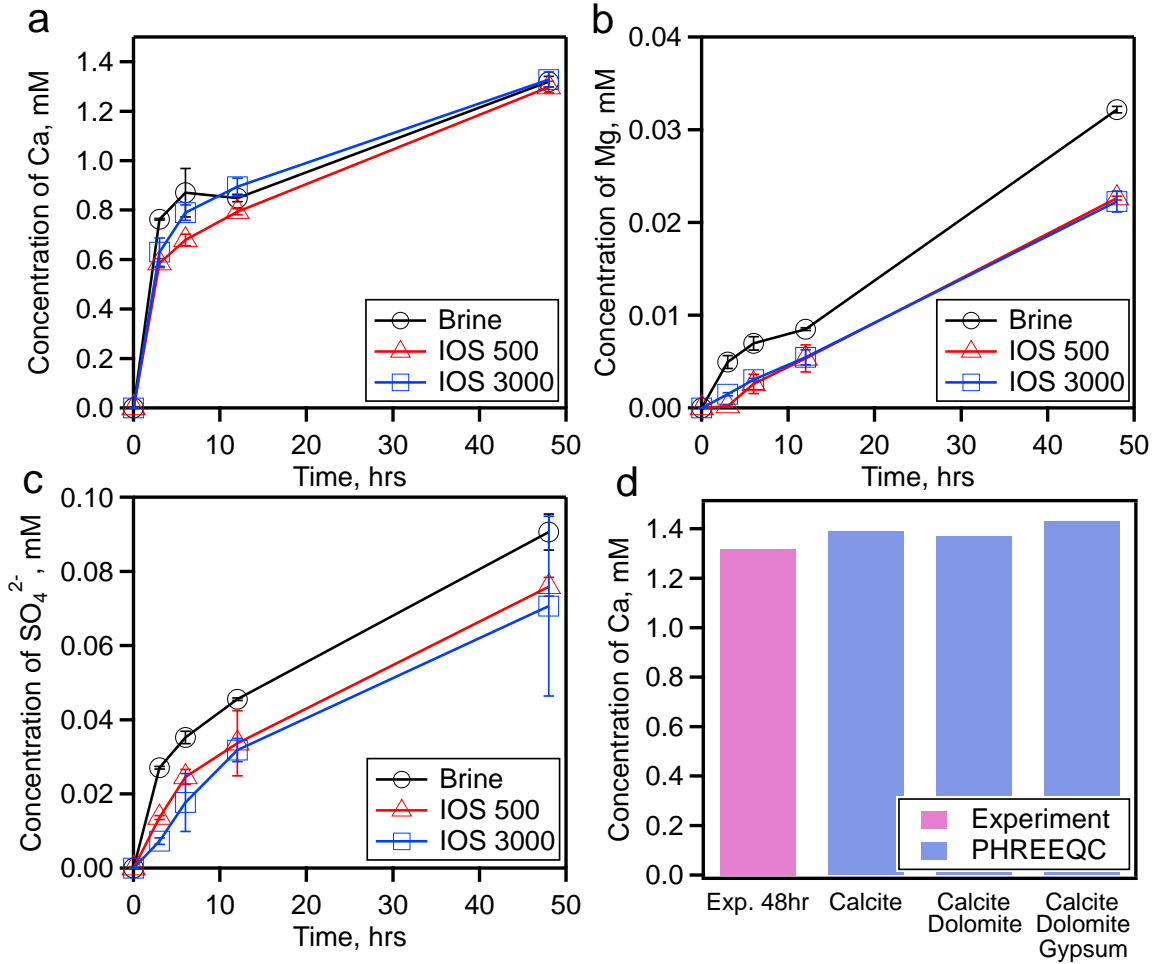 a
Concentration of Ca, mM
1.4
1.2
1.0
0.8
0.6
0.4
0.2
0.0
0 10 20 30 40 50
Time, hrs
Brine
IOS 500
IOS 3000
b
Concentration of Mg, mM
0.04
0.03
0.02
0.01
0.00
0 10 20 30 40 50
Time, hrs
Brine
IOS 500
IOS 3000
c
Concentration of SO₄²⁻, mM
0.10
0.08
0.06
0.04
0.02
0.00
0 10 20 30 40 50
Time, hrs
Brine
IOS 500
IOS 3000
d
Concentration of Ca, mM
1.4
1.2
1.0
0.8
0.6
0.4
0.2
0.0
Experiment
PHREEQC
Exp. 48hr
Calcite
Calcite
Dolomite
Calcite
Dolomite
Gypsum